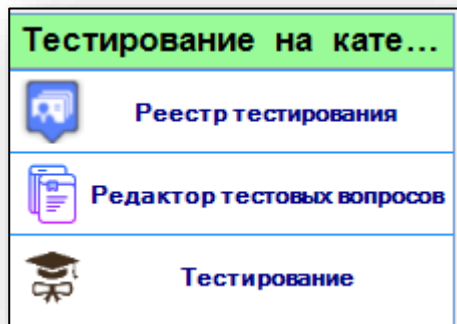 Тестирование на кате...
Реестр тестирования
Редактор тестовых вопросов
Тестирование